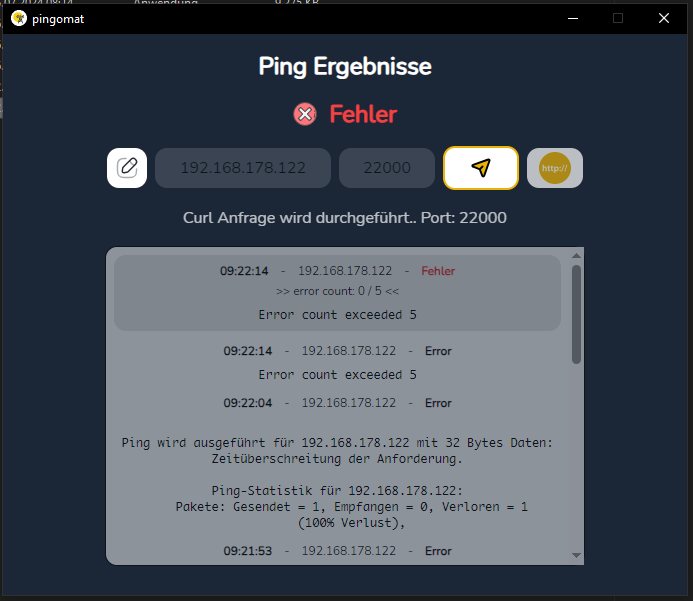 pingomat
Ping Ergebnisse
Fehler
192.168.178.122 22000 http://
Curl Anfrage wird durchgeführt.. Port: 22000
09:22:14 - 192.168.178.122 - Fehler
>> error count: 0 / 5 <<
Error count exceeded 5
09:22:14 - 192.168.178.122 - Error
Error count exceeded 5
09:22:04 - 192.168.178.122 - Error
Ping wird ausgeführt für 192.168.178.122 mit 32 Bytes Daten:
Zeitüberschreitung der Anforderung.
Ping-Statistik für 192.168.178.122:
Pakete: Gesendet = 1, Empfangen = 0, Verloren = 1
(100% Verlust),
09:21:53 - 192.168.178.122 - Error